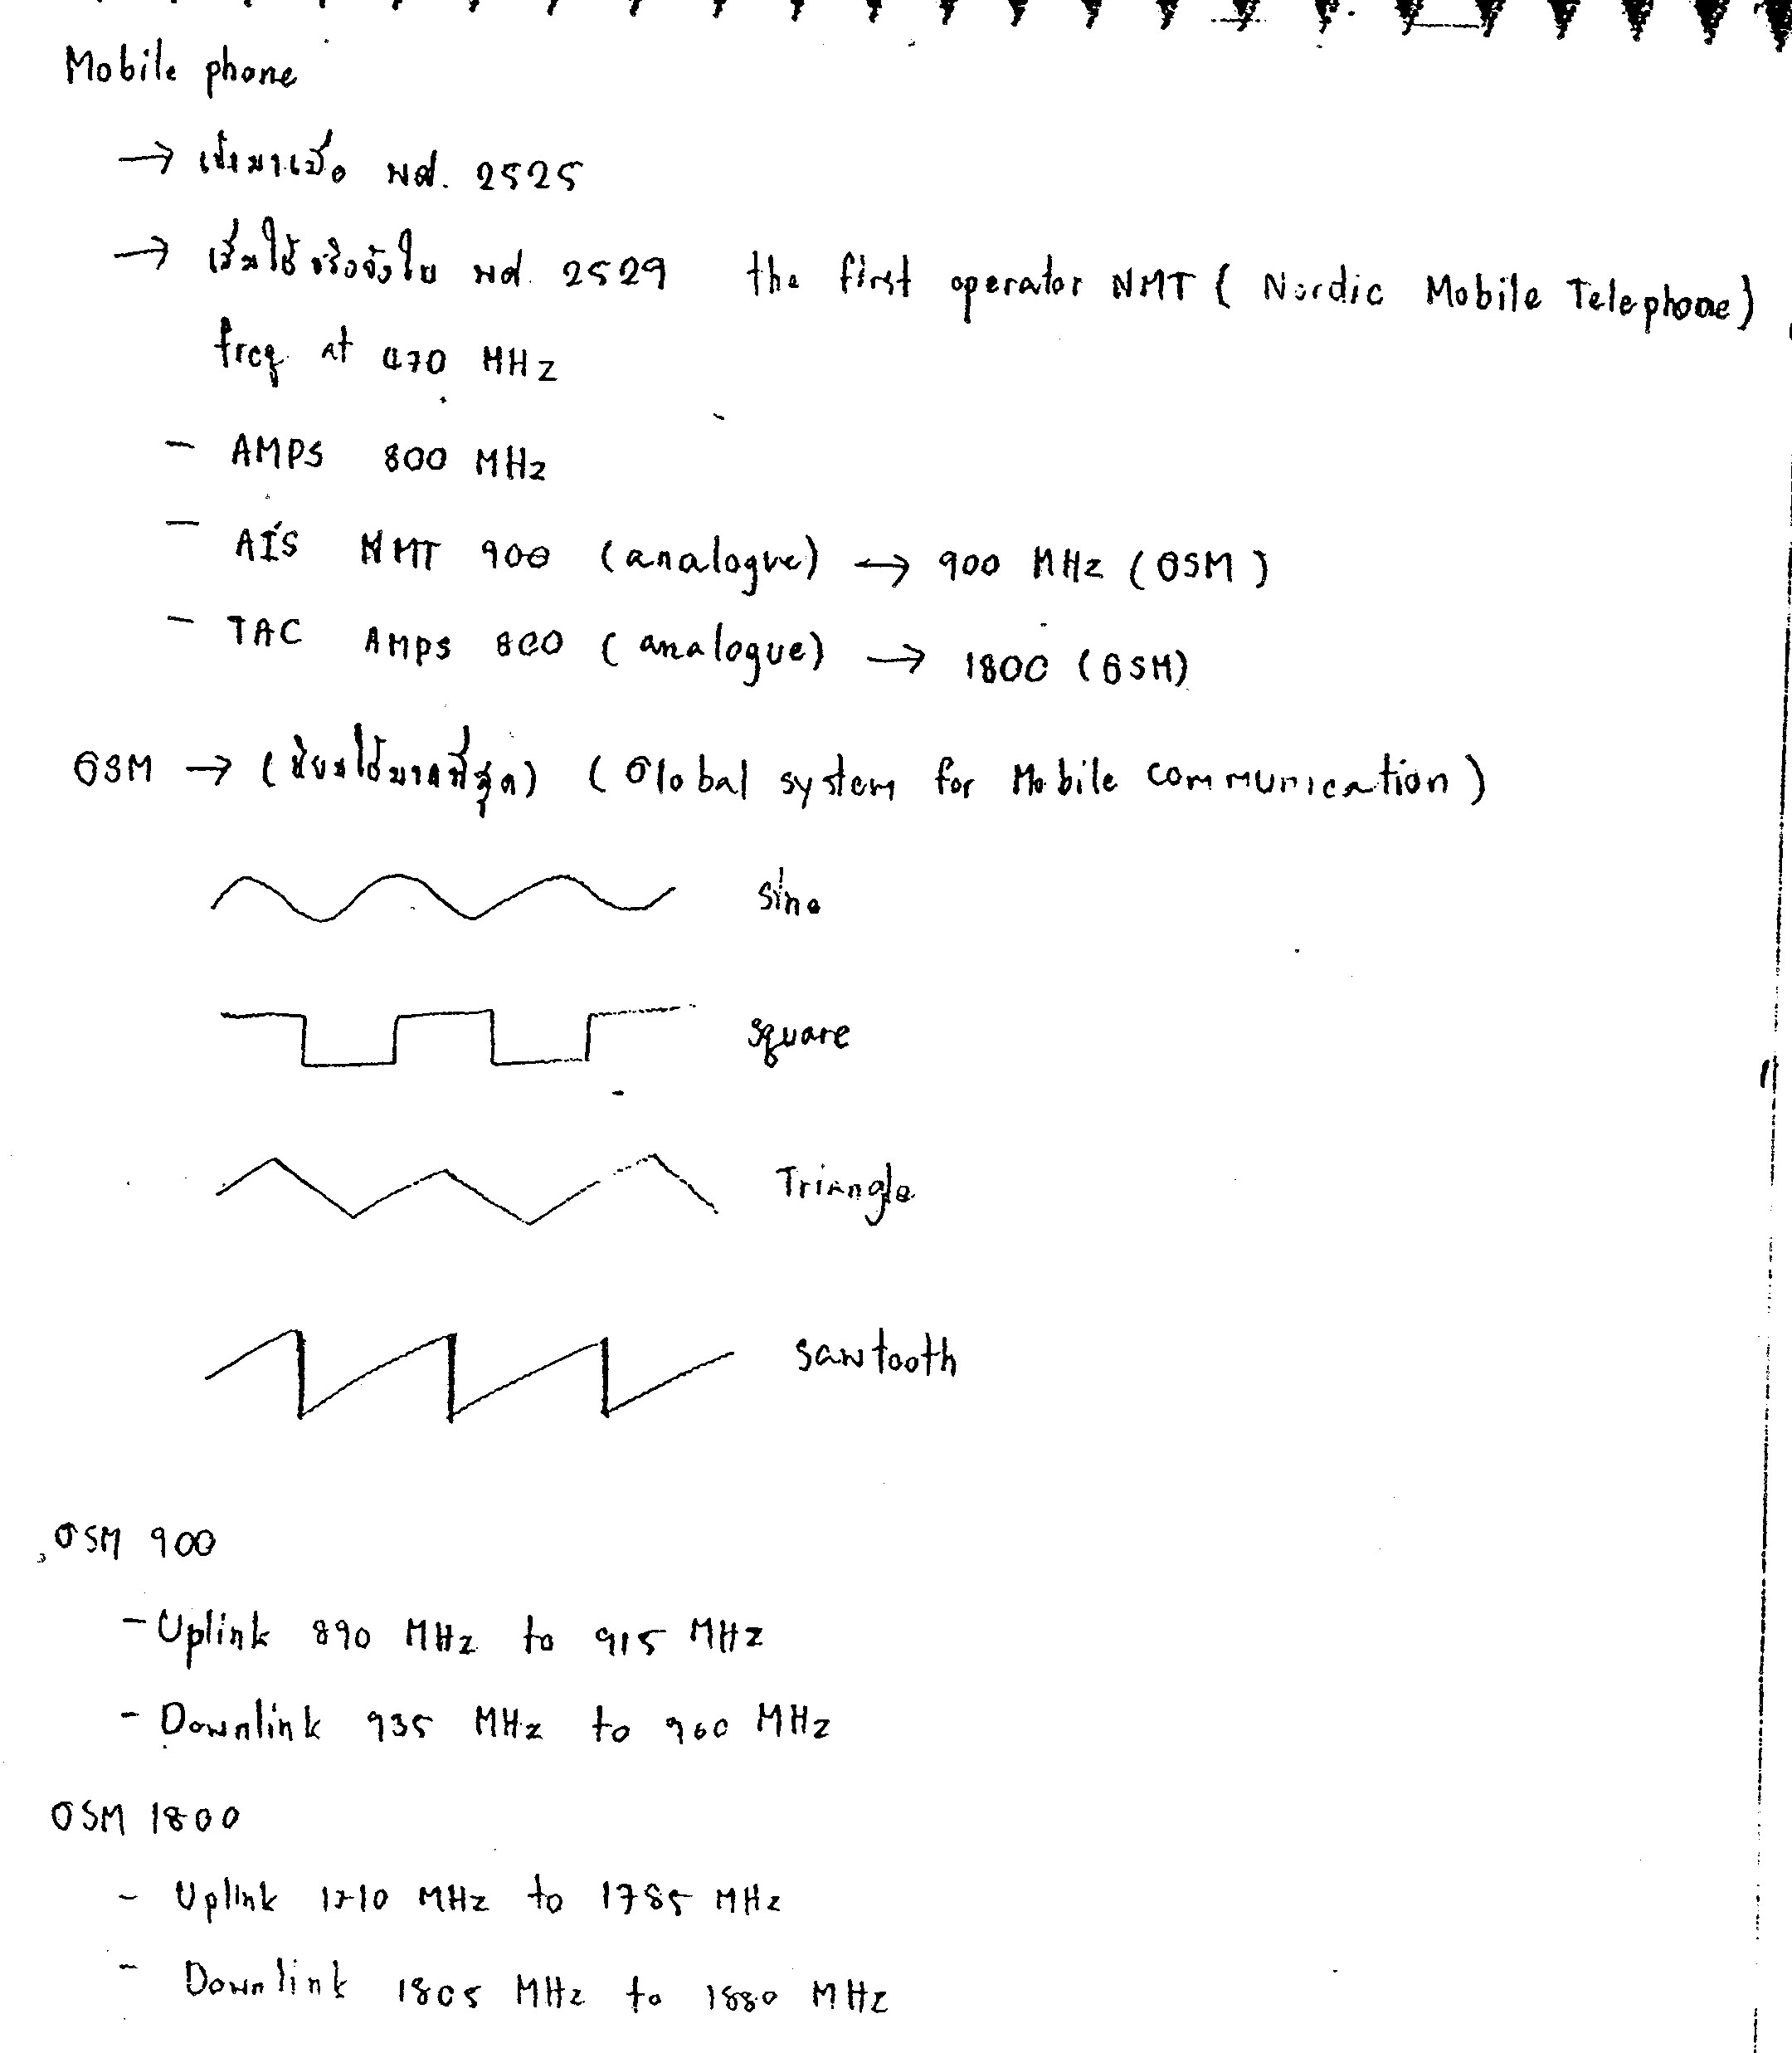 Mobile phone
→ เข้ามาเมื่อ พศ. 2525
→ เริ่มใช้จริงจังใน พศ. 2529 the first operator NMT ( Nordic Mobile Telephone)
freq at 470 MHz
- AMPS 800 MHz
- AIS NMT 900 (analogue) → 900 MHz (GSM)
- TAC AMPS 800 (analogue) → 1800 (GSM)
GSM → (นิยมใช้มากที่สุด) (Global system for Mobile communication)
sine
square
Triangle
sawtooth
GSM 900
- Uplink 890 MHz to 915 MHz
- Downlink 935 MHz to 960 MHz
GSM 1800
- Uplink 1710 MHz to 1785 MHz
- Downlink 1805 MHz to 1880 MHz